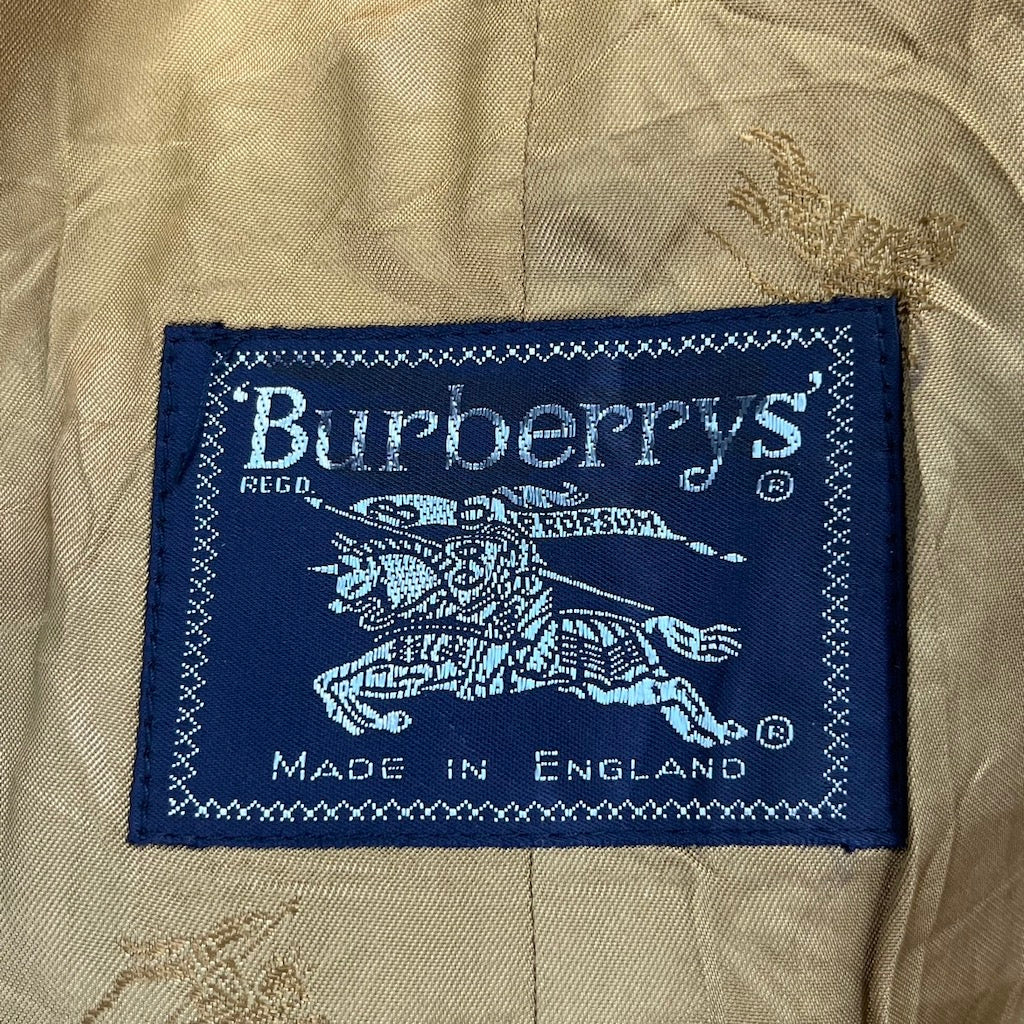 'Burberrys'
REGD ®
PRORSUM
®
MADE IN ENGLAND